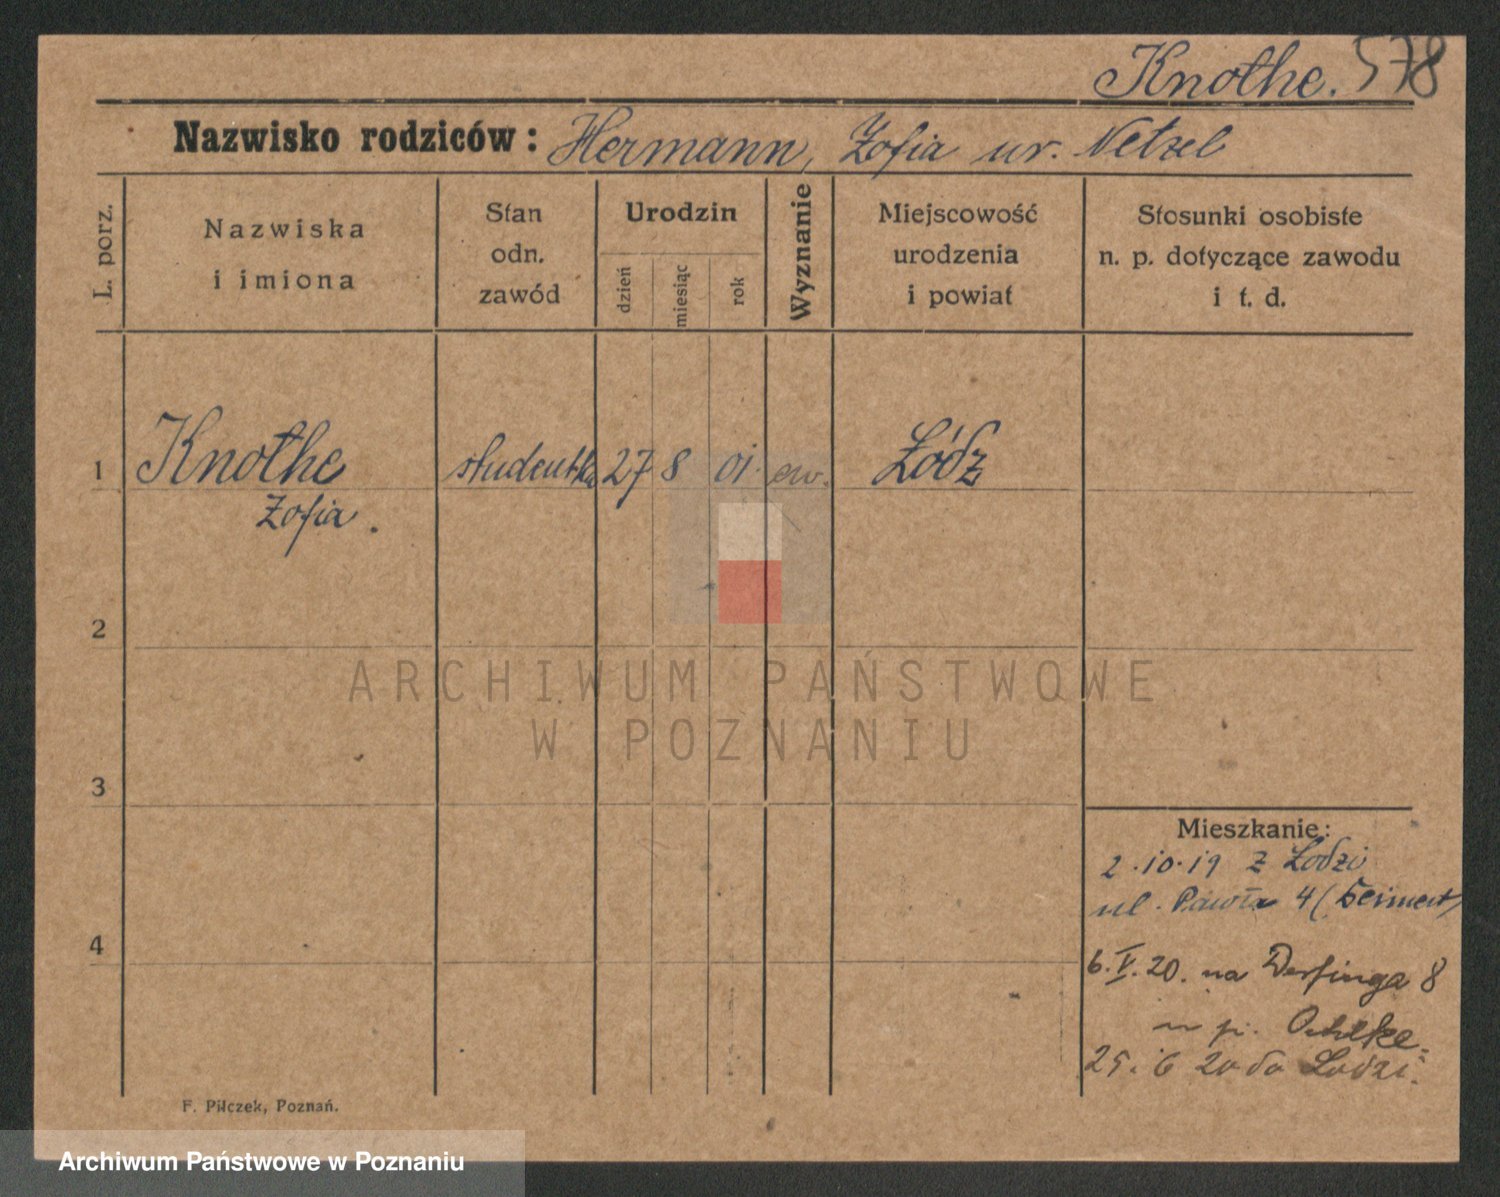 Knothe. 578
Nazwisko rodziców: Hermann, Zofia ur. Netzel
L. porz.
Nazwiska
i imiona
Stan
odn.
zawód
Urodzin
dzień
miesiąc
rok
Wyznanie
Miejscowość
urodzenia
i powiat
Stosunki osobiste
n. p. dotyczące zawodu
i t. d.
1 Knothe studentka 27 8 01. ew. Łódź
Zofia.
2
ARCHIWUM PAŃSTWOWE
W POZNANIU
3
Mieszkanie:
2.10.19 z Łodzi
ul. Pawła 4
4
6.V.20. na 8
p.
25.6 20 do Łodzi.
F. Pilczek, Poznań.
Archiwum Państwowe w Poznaniu